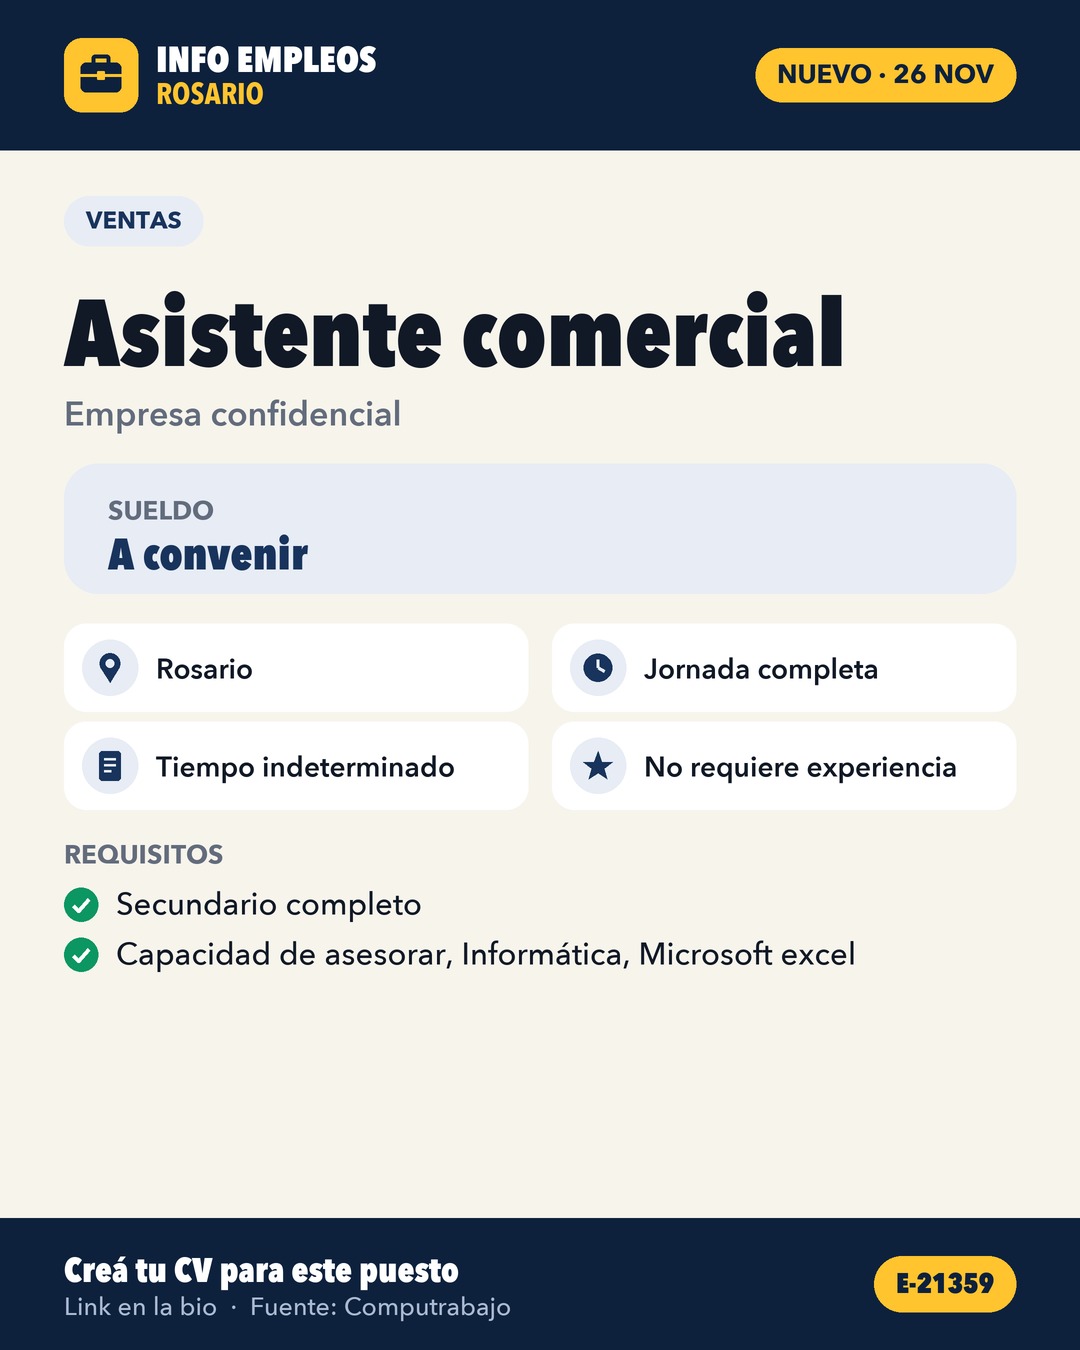 INFO EMPLEOS
ROSARIO
NUEVO · 26 NOV
VENTAS
Asistente comercial
Empresa confidencial
SUELDO
A convenir
Rosario
Jornada completa
Tiempo indeterminado
No requiere experiencia
REQUISITOS
Secundario completo
Capacidad de asesorar, Informática, Microsoft excel
Creá tu CV para este puesto
Link en la bio · Fuente: Computrabajo
E-21359